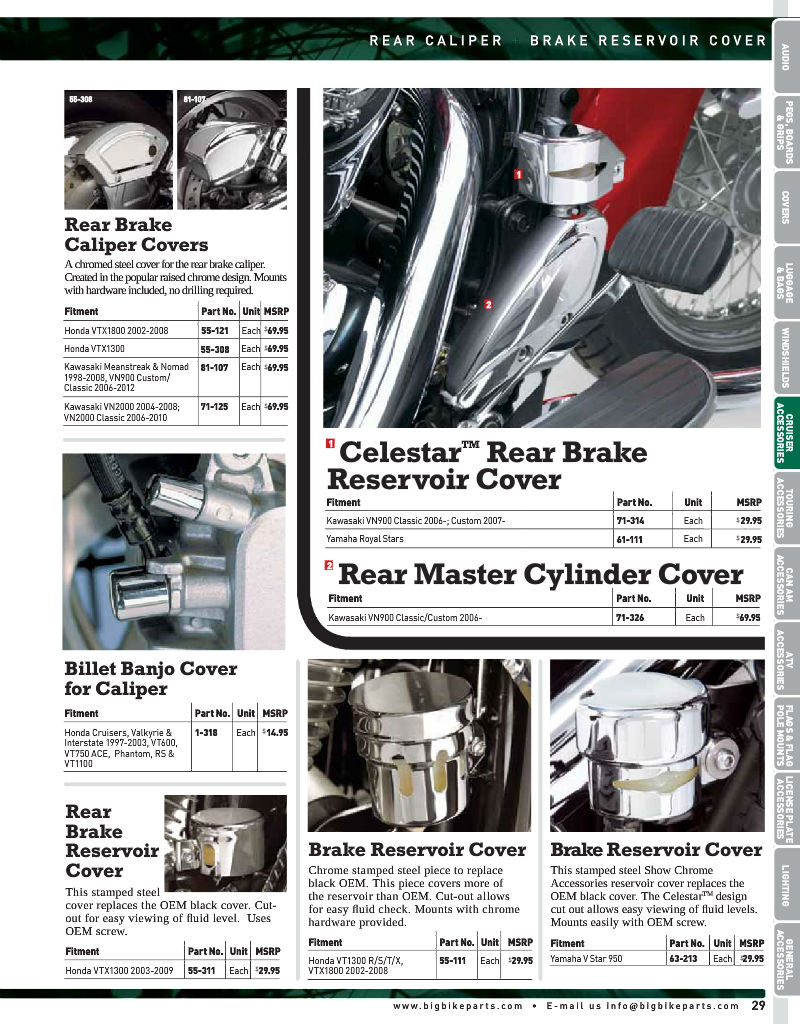 REAR CALIPER · BRAKE RESERVOIR COVER
55-308
81-107
Rear Brake
Caliper Covers
A chromed steel cover for the rear brake caliper.
Created in the popular raised chrome design. Mounts
with hardware included, no drilling required.
Fitment Part No. Unit MSRP
Honda VTX1800 2002-2008 55-121 Each $69.95
Honda VTX1300 55-308 Each $69.95
Kawasaki Meanstreak & Nomad 81-107 Each $69.95
1998-2008, VN900 Custom/
Classic 2006-2012
Kawasaki VN2000 2004-2008; 71-125 Each $69.95
VN2000 Classic 2006-2010
Billet Banjo Cover
for Caliper
Fitment Part No. Unit MSRP
Honda Cruisers, Valkyrie & 1-318 Each $14.95
Interstate 1997-2003, VT600,
VT750 ACE, Phantom, RS &
VT1100
Rear
Brake
Reservoir
Cover
This stamped steel
cover replaces the OEM black cover. Cut-
out for easy viewing of fluid level. Uses
OEM screw.
Fitment Part No. Unit MSRP
Honda VTX1300 2003-2009 55-311 Each $29.95
1
2
1 Celestar™ Rear Brake
Reservoir Cover
Fitment Part No. Unit MSRP
Kawasaki VN900 Classic 2006-; Custom 2007- 71-314 Each $29.95
Yamaha Royal Stars 61-111 Each $29.95
2 Rear Master Cylinder Cover
Fitment Part No. Unit MSRP
Kawasaki VN900 Classic/Custom 2006- 71-326 Each $69.95
Brake Reservoir Cover
Chrome stamped steel piece to replace
black OEM. This piece covers more of
the reservoir than OEM. Cut-out allows
for easy fluid check. Mounts with chrome
hardware provided.
Fitment Part No. Unit MSRP
Honda VT1300 R/S/T/X, 55-111 Each $29.95
VTX1800 2002-2008
Brake Reservoir Cover
This stamped steel Show Chrome
Accessories reservoir cover replaces the
OEM black cover. The Celestar™ design
cut out allows easy viewing of fluid levels.
Mounts easily with OEM screw.
Fitment Part No. Unit MSRP
Yamaha V Star 950 63-213 Each $29.95
AUDIO
PEGS, BOARDS
& GRIPS
COVERS
LUGGAGE
& BAGS
WINDSHIELDS
CRUISER
ACCESSORIES
TOURING
ACCESSORIES
CAN AM
ACCESSORIES
ATV
ACCESSORIES
FLAGS & FLAG
POLE MOUNTS
LICENSE PLATE
ACCESSORIES
LIGHTING
GENERAL
ACCESSORIES
www.bigbikeparts.com • E-mail us info@bigbikeparts.com 29